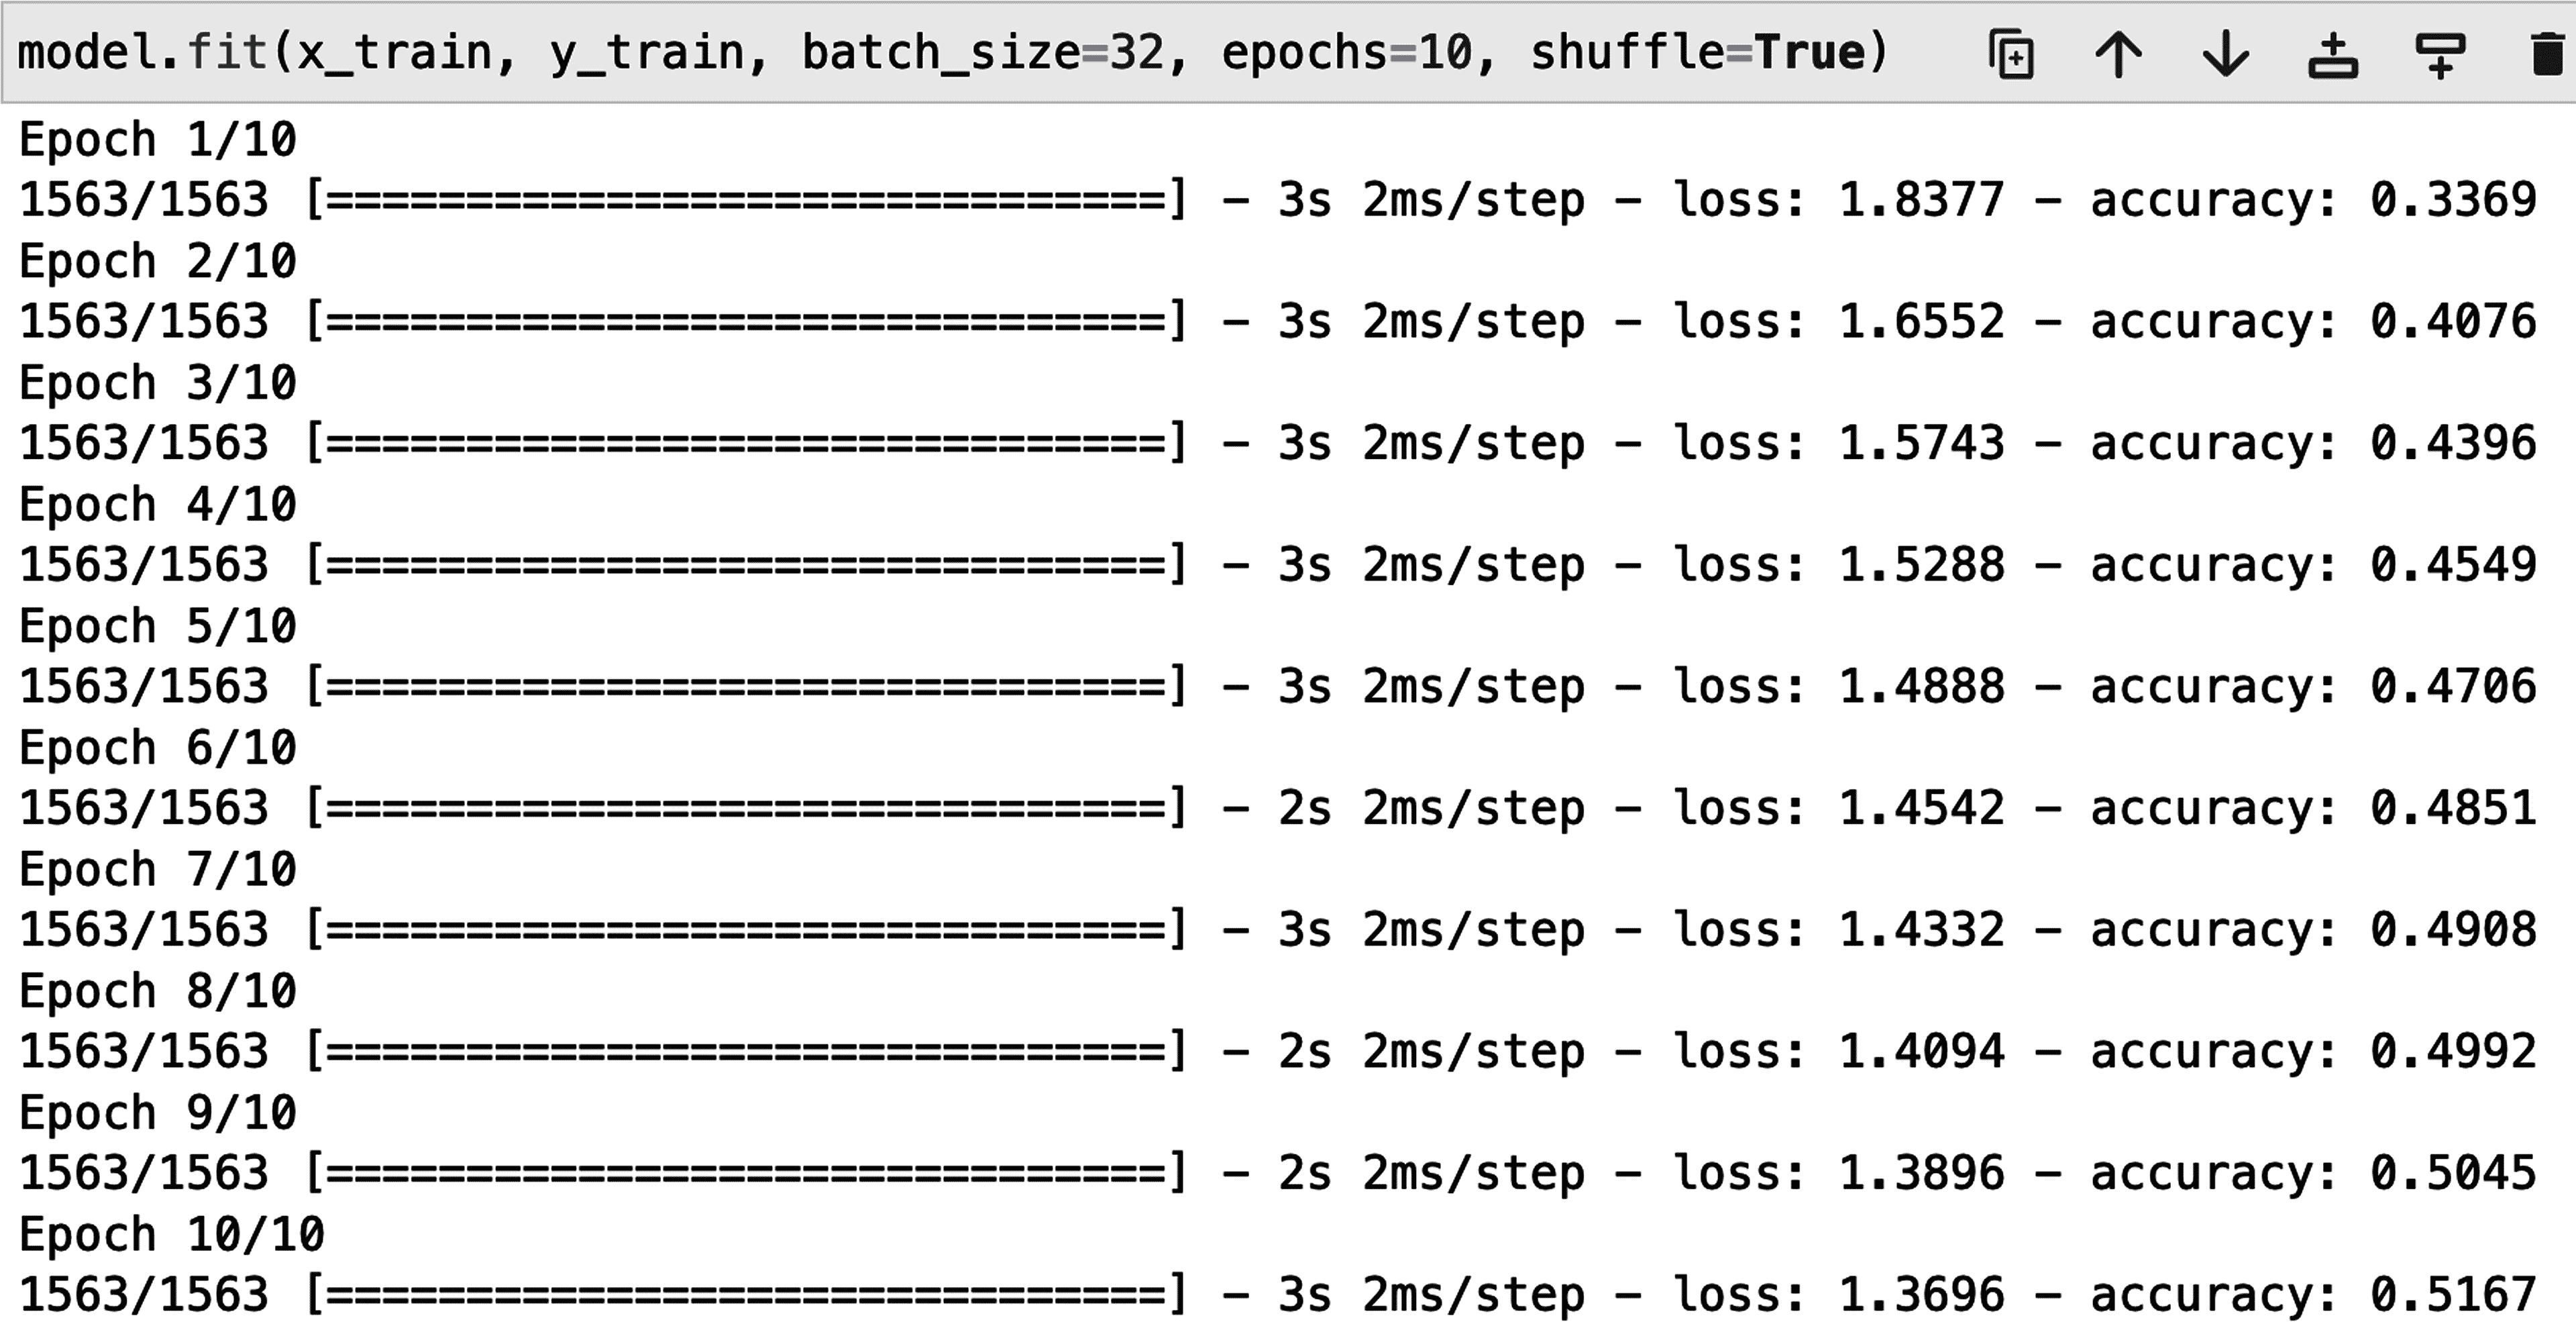 model.fit(x_train, y_train, batch_size=32, epochs=10, shuffle=True)
Epoch 1/10
1563/1563 [==============================] - 3s 2ms/step - loss: 1.8377 - accuracy: 0.3369
Epoch 2/10
1563/1563 [==============================] - 3s 2ms/step - loss: 1.6552 - accuracy: 0.4076
Epoch 3/10
1563/1563 [==============================] - 3s 2ms/step - loss: 1.5743 - accuracy: 0.4396
Epoch 4/10
1563/1563 [==============================] - 3s 2ms/step - loss: 1.5288 - accuracy: 0.4549
Epoch 5/10
1563/1563 [==============================] - 3s 2ms/step - loss: 1.4888 - accuracy: 0.4706
Epoch 6/10
1563/1563 [==============================] - 2s 2ms/step - loss: 1.4542 - accuracy: 0.4851
Epoch 7/10
1563/1563 [==============================] - 3s 2ms/step - loss: 1.4332 - accuracy: 0.4908
Epoch 8/10
1563/1563 [==============================] - 2s 2ms/step - loss: 1.4094 - accuracy: 0.4992
Epoch 9/10
1563/1563 [==============================] - 2s 2ms/step - loss: 1.3896 - accuracy: 0.5045
Epoch 10/10
1563/1563 [==============================] - 3s 2ms/step - loss: 1.3696 - accuracy: 0.5167